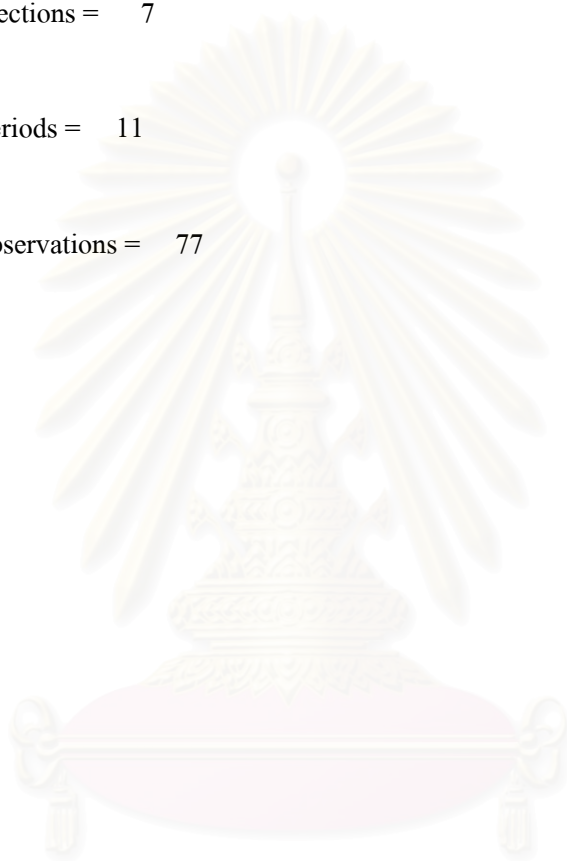 ections = 7
riods = 11
servations = 77